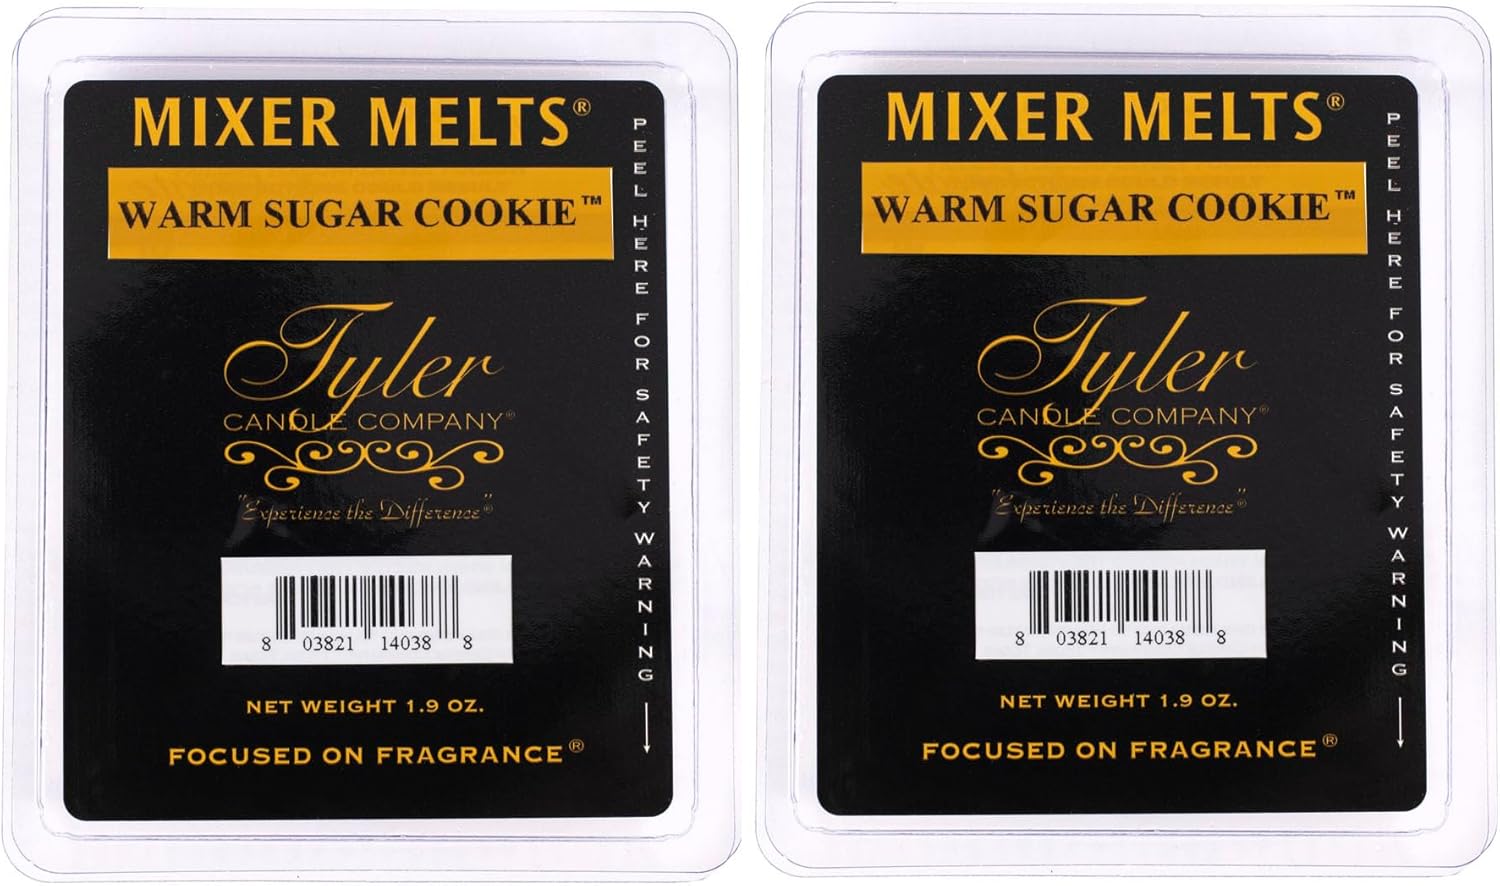 MIXER MELTS®
WARM SUGAR COOKIE™
Tyler
CANDLE COMPANY®
"Experience the Difference"®
8 03821 14038 8
NET WEIGHT 1.9 OZ.
FOCUSED ON FRAGRANCE®
PEEL HERE FOR SAFETY WARNING
MIXER MELTS®
WARM SUGAR COOKIE™
Tyler
CANDLE COMPANY®
"Experience the Difference"®
8 03821 14038 8
NET WEIGHT 1.9 OZ.
FOCUSED ON FRAGRANCE®
PEEL HERE FOR SAFETY WARNING